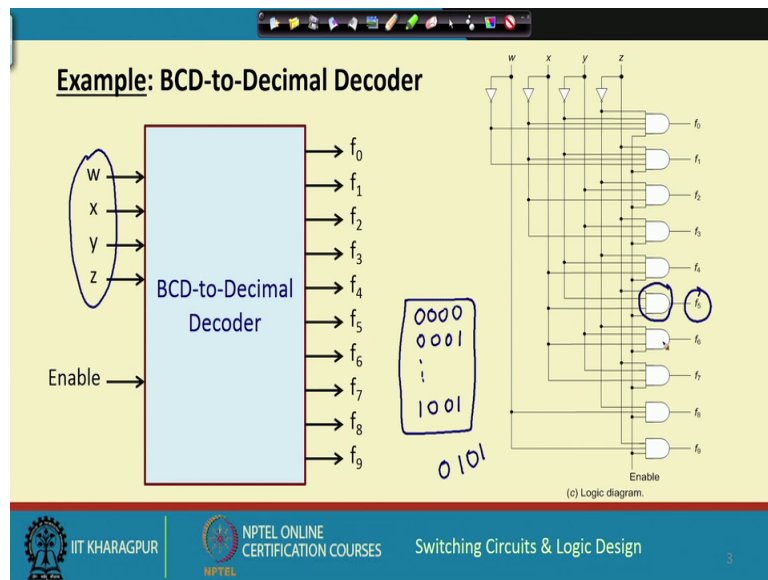 Example: BCD-to-Decimal Decoder
w
x
y
z
Enable
BCD-to-Decimal
Decoder
f0
f1
f2
f3
f4
f5
f6
f7
f8
f9
0000
0001
1001
0101
w x y z
f0
f1
f2
f3
f4
f5
f6
f7
f8
f9
Enable
(c) Logic diagram.
IIT KHARAGPUR
NPTEL
NPTEL ONLINE
CERTIFICATION COURSES
Switching Circuits & Logic Design
3